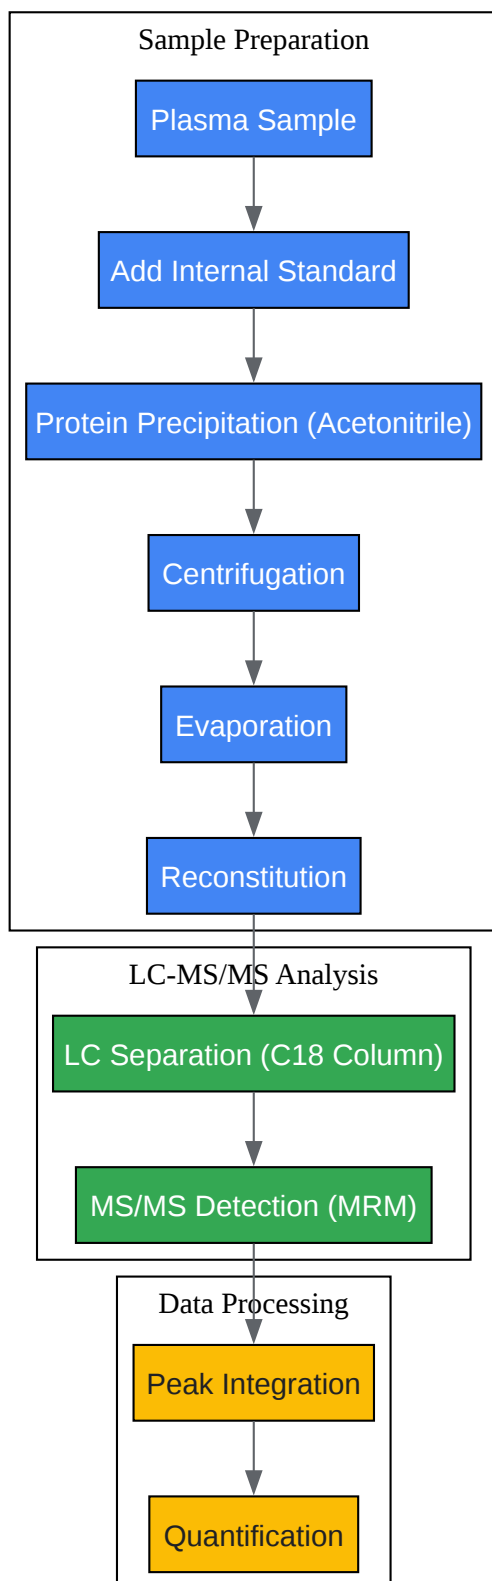 Sample Preparation
Plasma Sample
Add Internal Standard
Protein Precipitation (Acetonitrile)
Centrifugation
Evaporation
Reconstitution
LC-MS/MS Analysis
LC Separation (C18 Column)
MS/MS Detection (MRM)
Data Processing
Peak Integration
Quantification